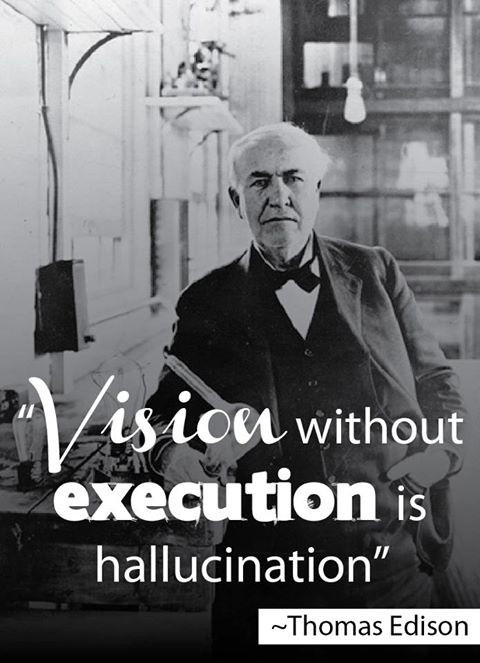 “Vision without
execution is
hallucination”
~Thomas Edison